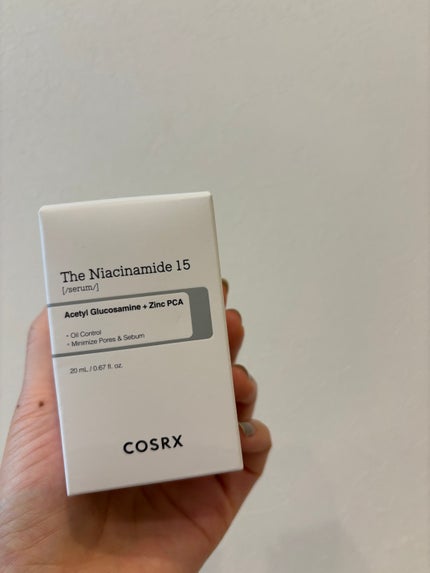 The Niacinamide 15
[/serum/]
Acetyl Glucosamine + Zinc PCA
- Oil Control
- Minimize Pores & Sebum
20 mL / 0.67 fl. oz.
COSRX